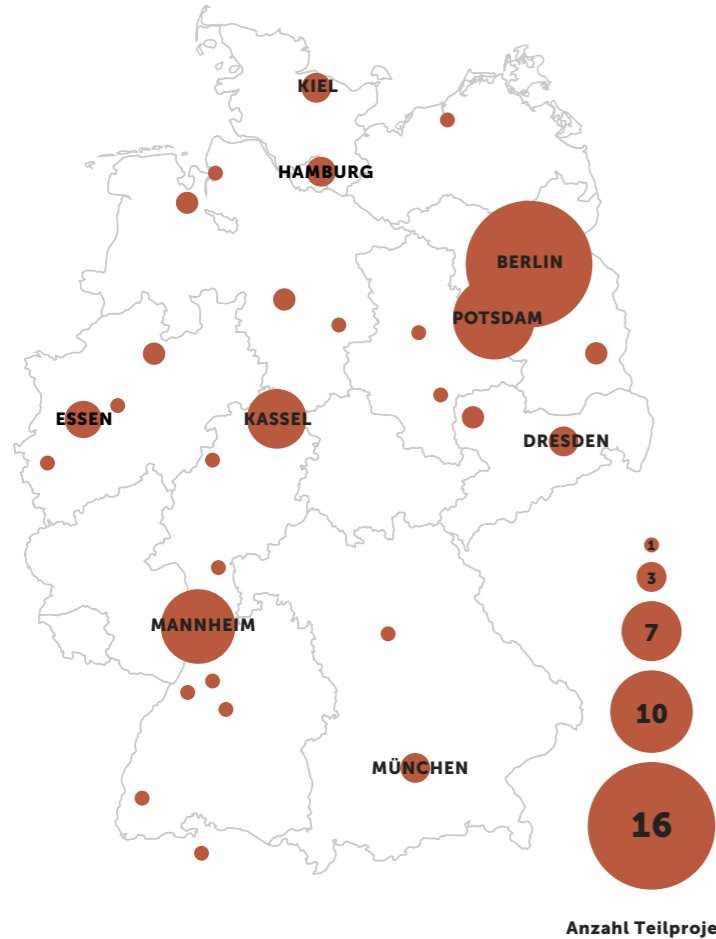 KIEL
HAMBURG
BERLIN
POTSDAM
ESSEN
KASSEL
DRESDEN
MANNHEIM
MÜNCHEN
1
3
7
10
16
Anzahl Teilproje